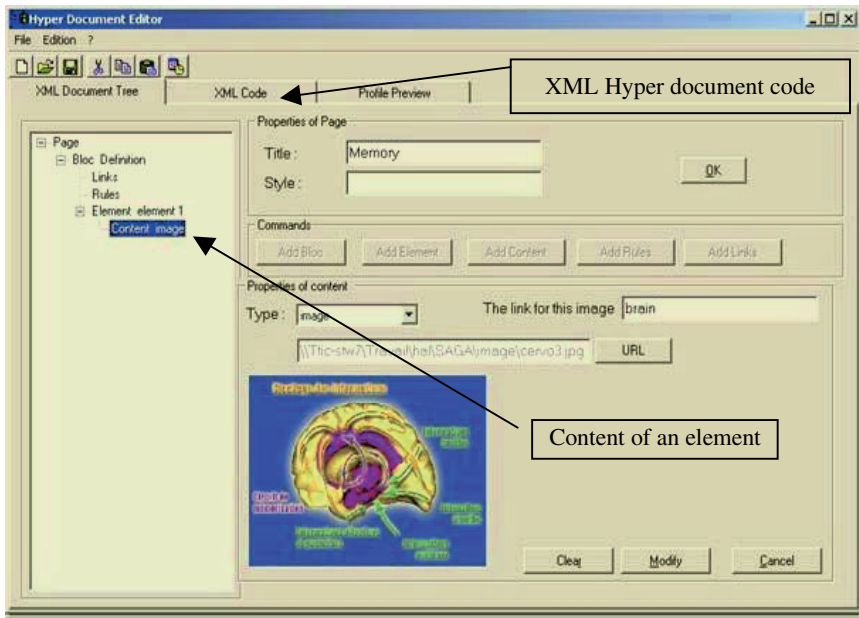 Hyper Document Editor
File Edition ?
XML Document Tree XML Code Profile Preview
XML Hyper document code
Page
Bloc Definition
Links
Rules
Element element 1
Content image
Properties of Page
Title : Memory
Style :
OK
Commands
Add Bloc Add Element Add Content Add Rules Add Links
Properties of content
Type : image
The link for this image brain
URL
Content of an element
Clear Modify Cancel